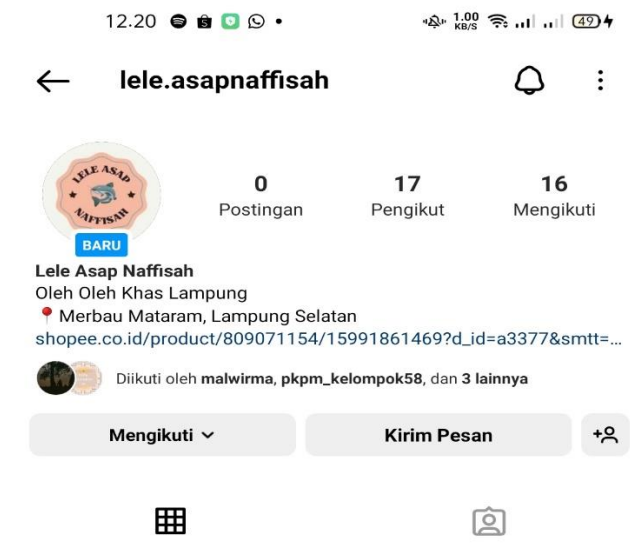 12.20
1.00
KB/S
49
lele.asapnaffisah
LELE ASAP
NAFFISAH
BARU
0
Postingan
17
Pengikut
16
Mengikuti
Lele Asap Naffisah
Oleh Oleh Khas Lampung
📍 Merbau Mataram, Lampung Selatan
shopee.co.id/product/809071154/15991861469?d_id=a3377&smtt=...
Diikuti oleh malwirma, pkpm_kelompok58, dan 3 lainnya
Mengikuti
Kirim Pesan